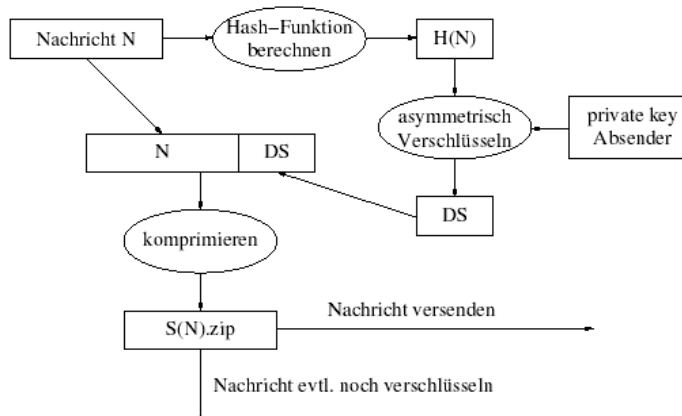 Nachricht N
Hash-Funktion
berechnen
H(N)
asymmetrisch
Verschlüsseln
private key
Absender
N
DS
DS
komprimieren
S(N).zip
Nachricht versenden
Nachricht evtl. noch verschlüsseln